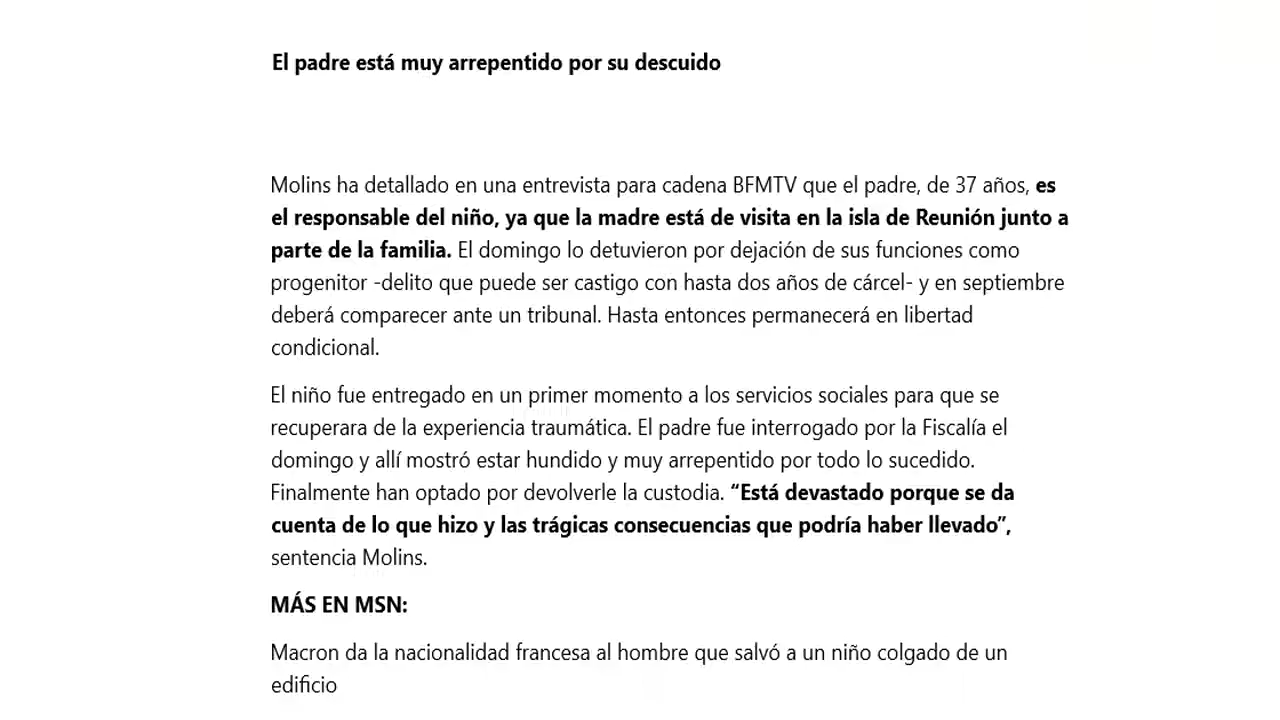 El padre está muy arrepentido por su descuido
Molins ha detallado en una entrevista para cadena BFMTV que el padre, de 37 años, es
el responsable del niño, ya que la madre está de visita en la isla de Reunión junto a
parte de la familia. El domingo lo detuvieron por dejación de sus funciones como
progenitor -delito que puede ser castigo con hasta dos años de cárcel- y en septiembre
deberá comparecer ante un tribunal. Hasta entonces permanecerá en libertad
condicional.
El niño fue entregado en un primer momento a los servicios sociales para que se
recuperara de la experiencia traumática. El padre fue interrogado por la Fiscalía el
domingo y allí mostró estar hundido y muy arrepentido por todo lo sucedido.
Finalmente han optado por devolverle la custodia. “Está devastado porque se da
cuenta de lo que hizo y las trágicas consecuencias que podría haber llevado”,
sentencia Molins.
MÁS EN MSN:
Macron da la nacionalidad francesa al hombre que salvó a un niño colgado de un
edificio